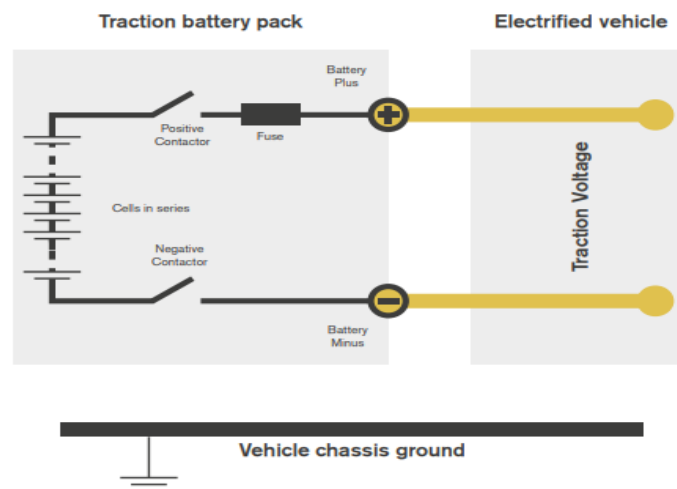 Traction battery pack
Electrified vehicle
Battery
Plus
Positive
Contactor
Fuse
Cells in series
Traction Voltage
Negative
Contactor
Battery
Minus
Vehicle chassis ground